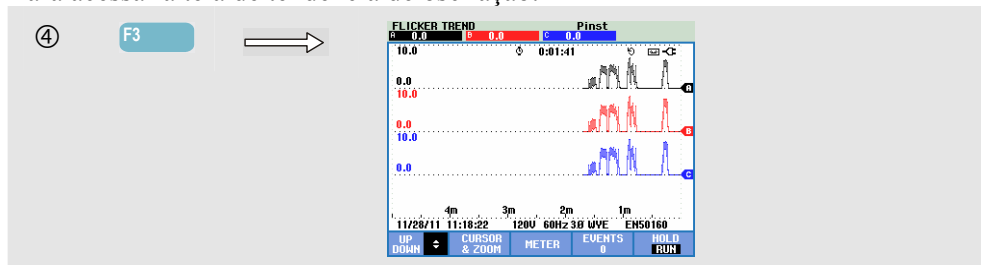 ④ F3
FLICKER TREND Pinst
A 0.0 B 0.0 C 0.0
10.0 0:01:41
0.0
A
10.0
0.0
B
10.0
0.0
C
4m 3m 2m 1m
11/28/11 11:18:22 120V 60Hz 3Ø WYE EN50160
UP DOWN CURSOR & ZOOM METER EVENTS 0 HOLD RUN